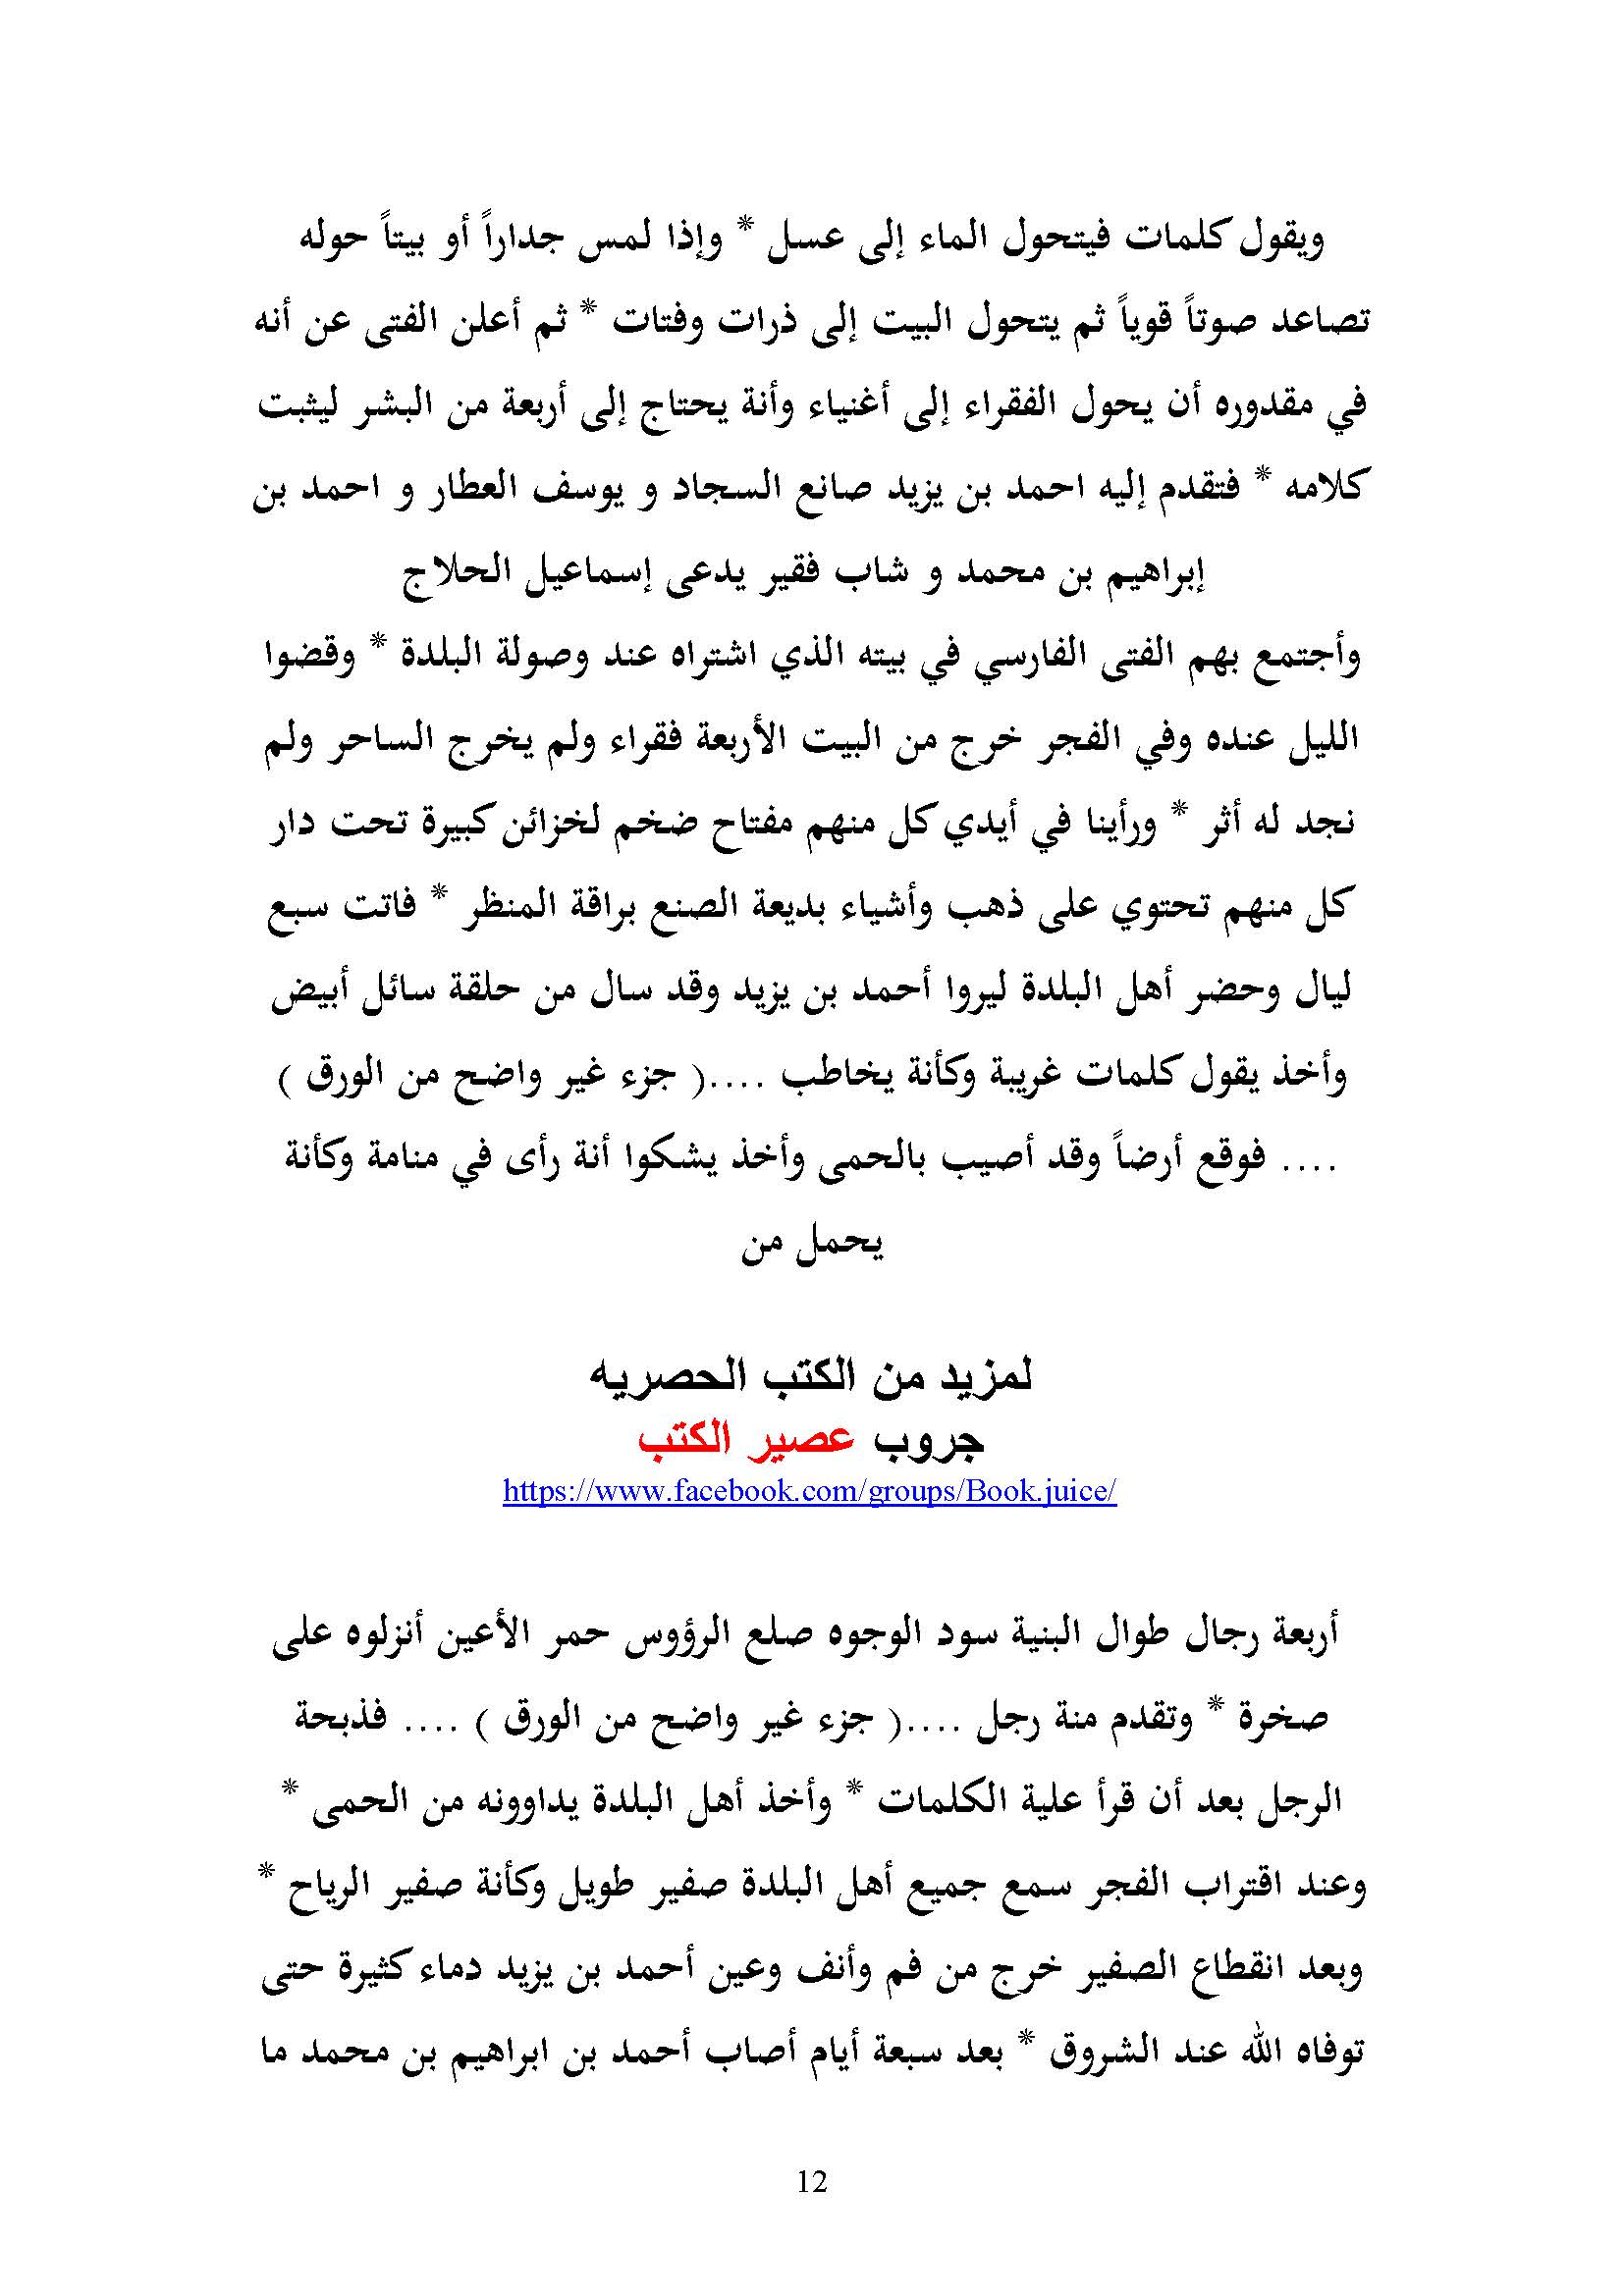 ويقول كلمات فيتحول الماء إلى عسل * وإذا لمس جداراً أو بيتاً حوله
تصاعد صوتاً قوياً ثم يتحول البيت إلى ذرات وفتات * ثم أعلن الفتى عن أنه
في مقدوره أن يحول الفقراء إلى أغنياء وأنة يحتاج إلى أربعة من البشر ليثبت
كلامه * فتقدم إليه احمد بن يزيد صانع السجاد و يوسف العطار و احمد بن
إبراهيم بن محمد و شاب فقير يدعى إسماعيل الحلاج
وأجتمع بهم الفتى الفارسي في بيته الذي اشتراه عند وصولة البلدة * وقضوا
الليل عنده وفي الفجر خرج من البيت الأربعة فقراء ولم يخرج الساحر ولم
نجد له أثر * ورأينا في أيدي كل منهم مفتاح ضخم لخزائن كبيرة تحت دار
كل منهم تحتوي على ذهب وأشياء بديعة الصنع براقة المنظر * فاتت سبع
ليال وحضر أهل البلدة ليروا أحمد بن يزيد وقد سال من حلقة سائل أبيض
وأخذ يقول كلمات غريبة وكأنة يخاطب ....( جزء غير واضح من الورق )
.... فوقع أرضاً وقد أصيب بالحمى وأخذ يشكوا أنة رأى في منامة وكأنة
يحمل من
لمزيد من الكتب الحصريه
جروب عصير الكتب
https://www.facebook.com/groups/Book.juice/
أربعة رجال طوال البنية سود الوجوه صلع الرؤوس حمر الأعين أنزلوه على
صخرة * وتقدم منة رجل ....( جزء غير واضح من الورق ) .... فذبحة
الرجل بعد أن قرأ علية الكلمات * وأخذ أهل البلدة يداوونه من الحمى *
وعند اقتراب الفجر سمع جميع أهل البلدة صفير طويل وكأنة صفير الرياح *
وبعد انقطاع الصفير خرج من فم وأنف وعين أحمد بن يزيد دماء كثيرة حتى
توفاه الله عند الشروق * بعد سبعة أيام أصاب أحمد بن ابراهيم بن محمد ما
12